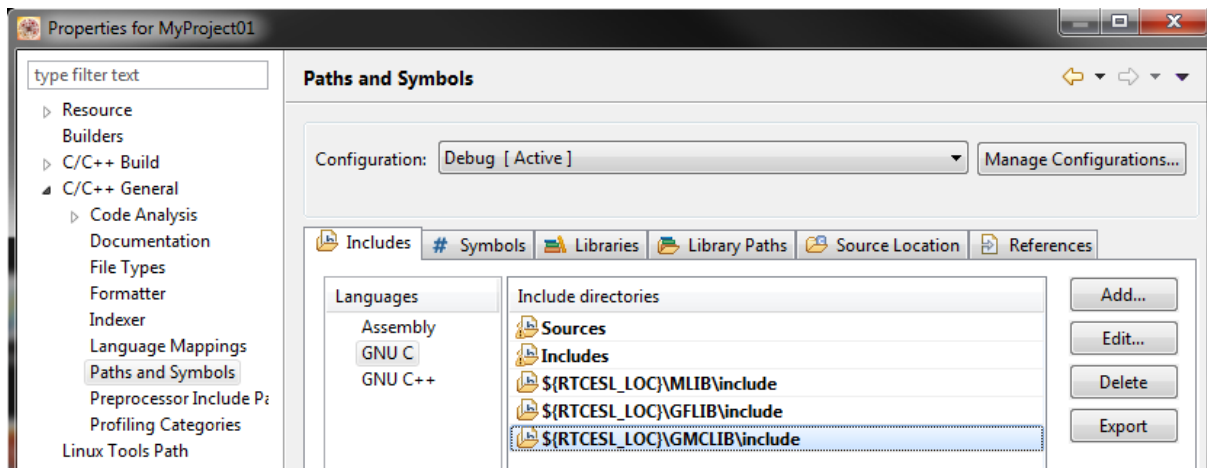 Properties for MyProject01
type filter text
Resource
Builders
C/C++ Build
C/C++ General
Code Analysis
Documentation
File Types
Formatter
Indexer
Language Mappings
Paths and Symbols
Preprocessor Include Pa
Profiling Categories
Linux Tools Path
Paths and Symbols
Configuration: Debug [ Active ] Manage Configurations...
Includes # Symbols Libraries Library Paths Source Location References
Languages
Assembly
GNU C
GNU C++
Include directories
Sources
Includes
${RTCESL_LOC}\MLIB\include
${RTCESL_LOC}\GFLIB\include
${RTCESL_LOC}\GMCLIB\include
Add...
Edit...
Delete
Export